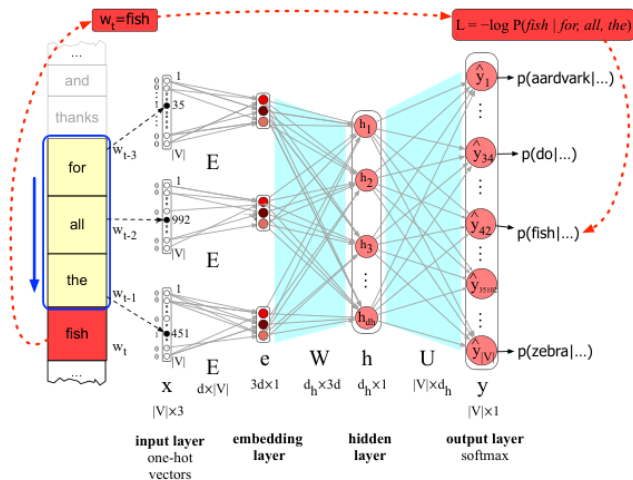 w_t=fish
L = −log P(fish | for, all, the)
...
and
thanks
for
all
the
fish
...
w_t-3
w_t-2
w_t-1
w_t
1
35
|V|
E
1
992
|V|
E
1
451
|V|
E
h_1
h_2
h_3
⋮
h_dh
ŷ_1
⋮
ŷ_34
⋮
ŷ_42
ŷ_35102
⋮
ŷ_|V|
p(aardvark|...)
p(do|...)
p(fish|...)
p(zebra|...)
x e W h U y
|V|×3 d×|V| 3d×1 d_h×3d d_h×1 |V|×d_h |V|×1
input layer embedding hidden output layer
one-hot layer layer softmax
vectors